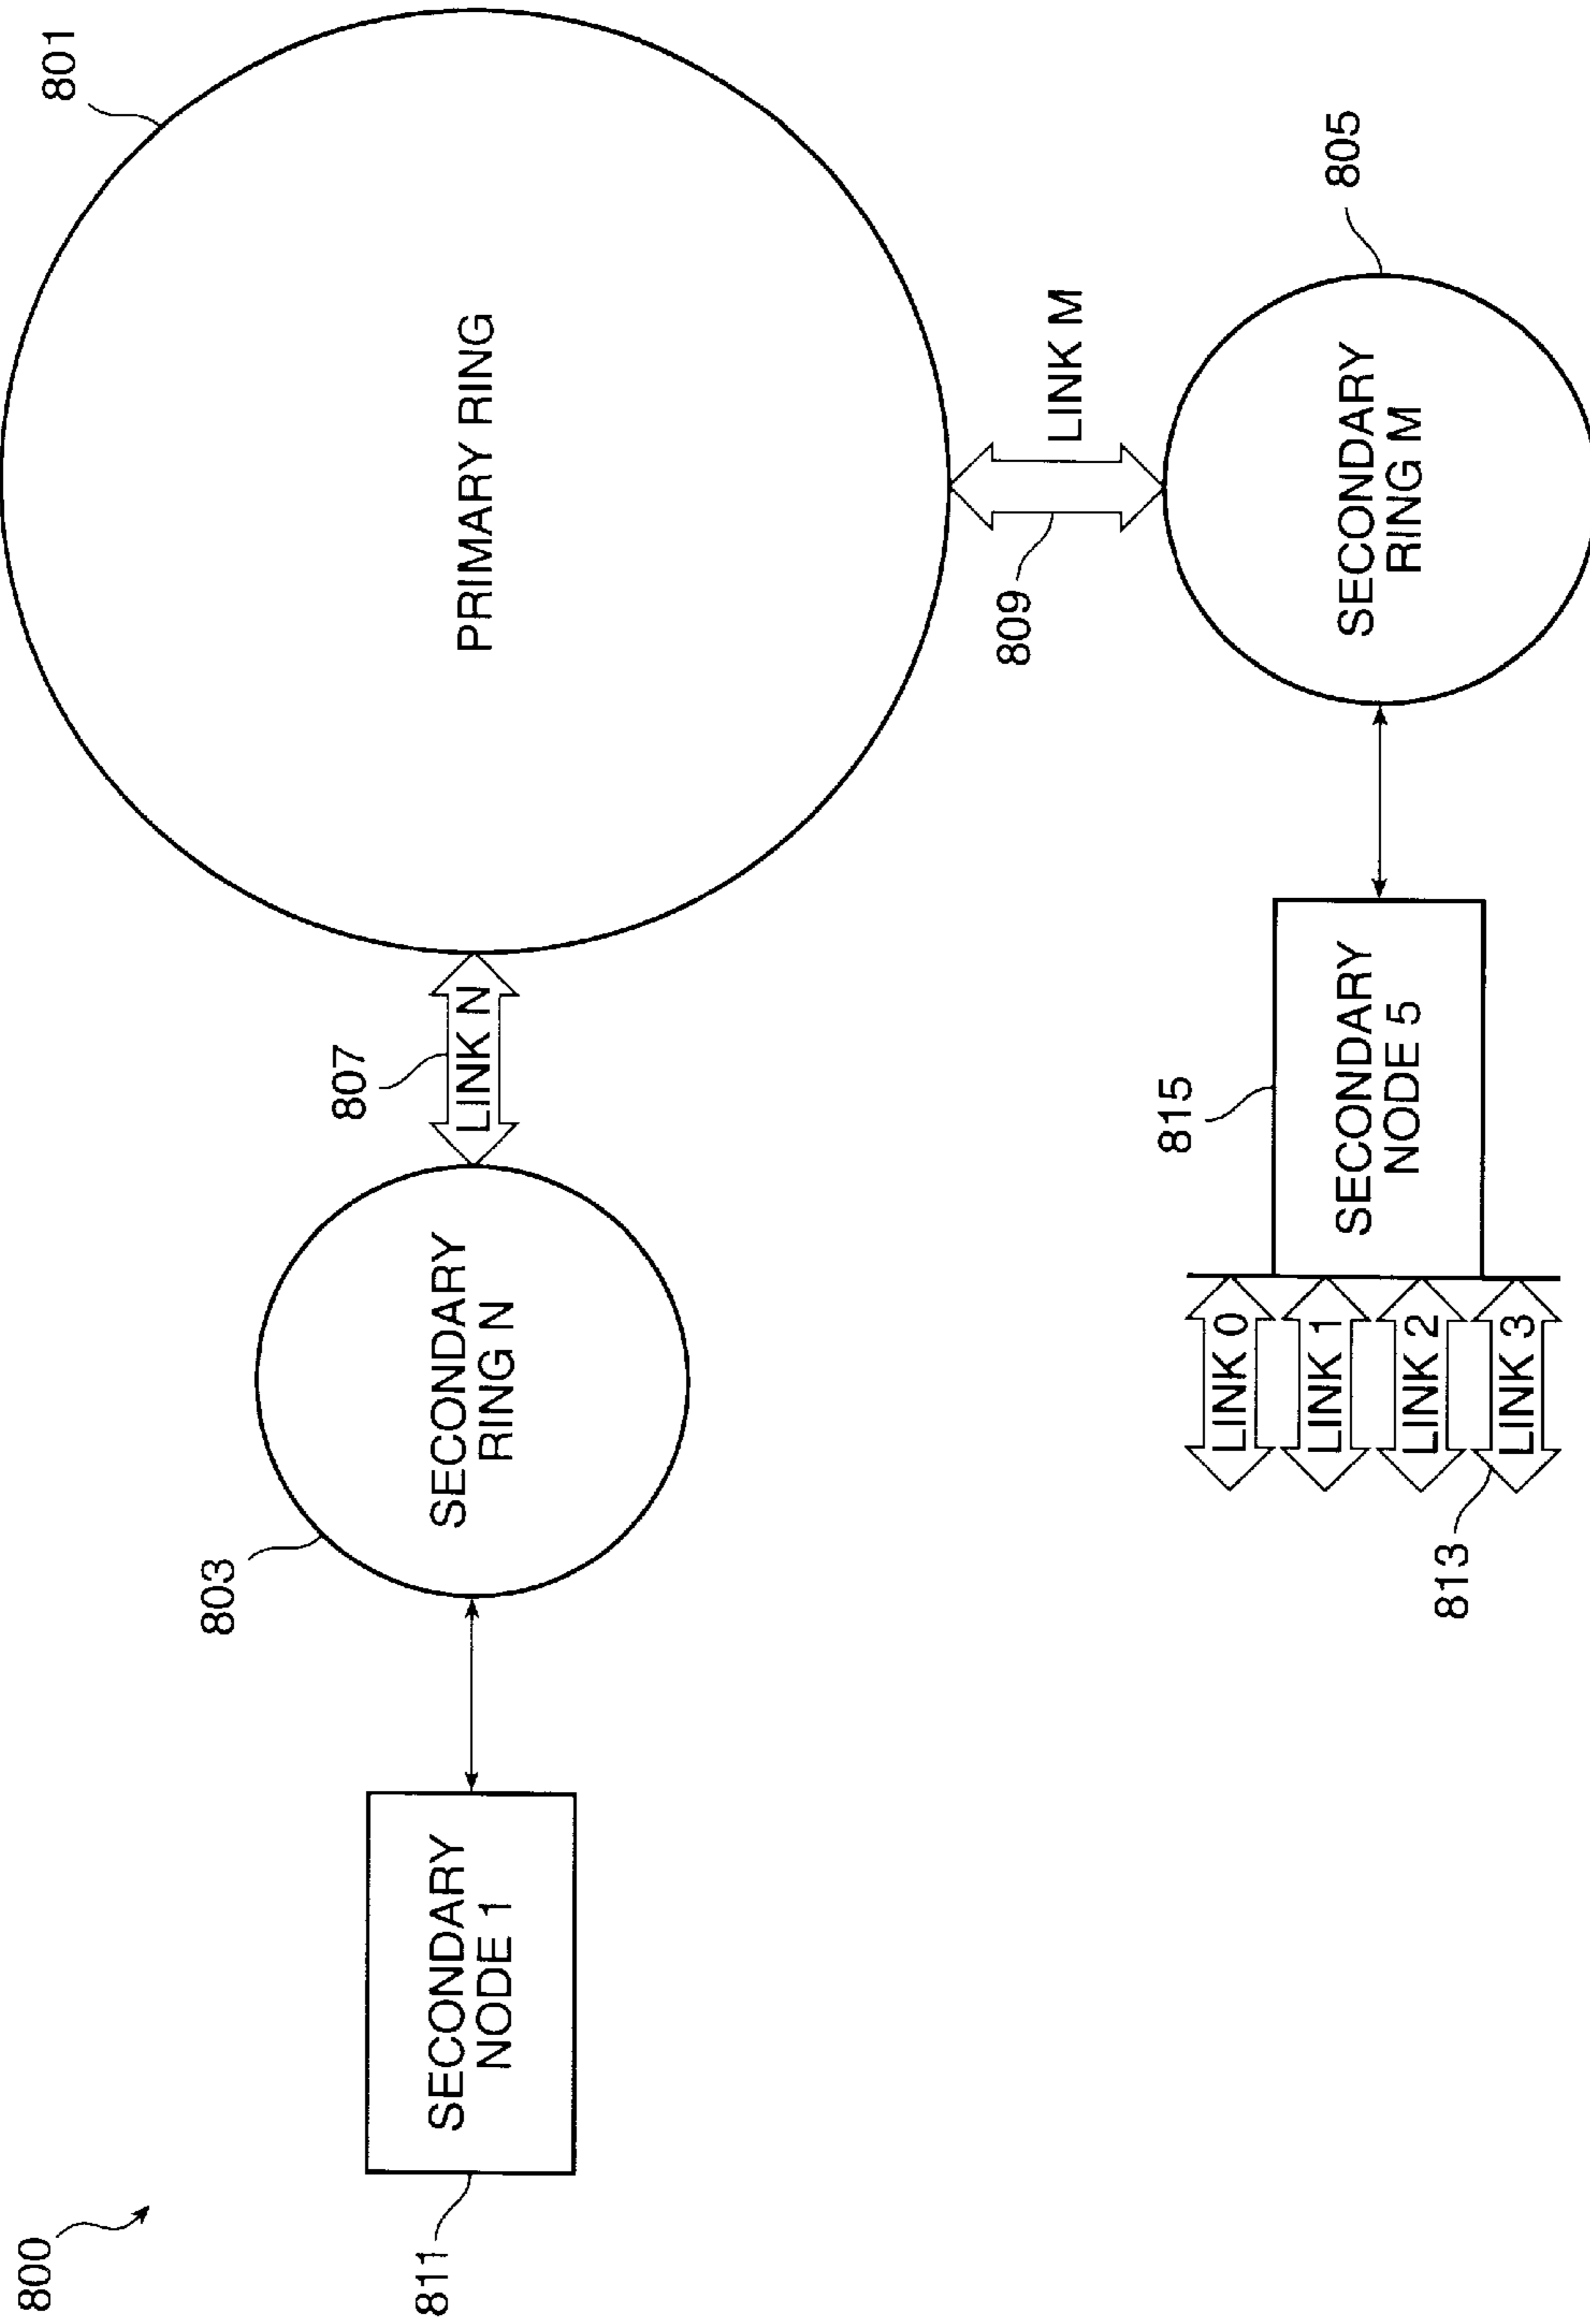 800
801
PRIMARY RING
807
LINK N
803
SECONDARY
RING N
SECONDARY
NODE 1
811
LINK M
809
805
SECONDARY
RING M
815
SECONDARY
NODE 5
LINK 0
LINK 1
LINK 2
LINK 3
813